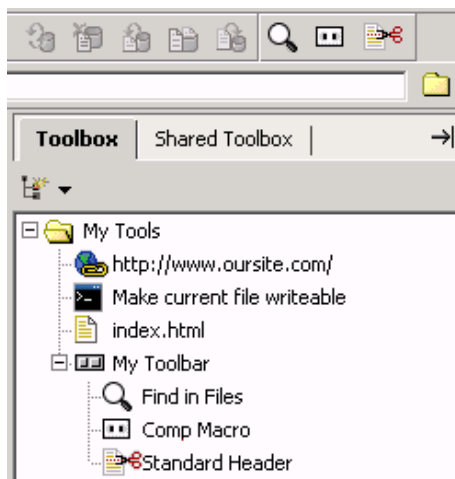 Toolbox Shared Toolbox
My Tools
http://www.oursite.com/
Make current file writeable
index.html
My Toolbar
Find in Files
Comp Macro
Standard Header